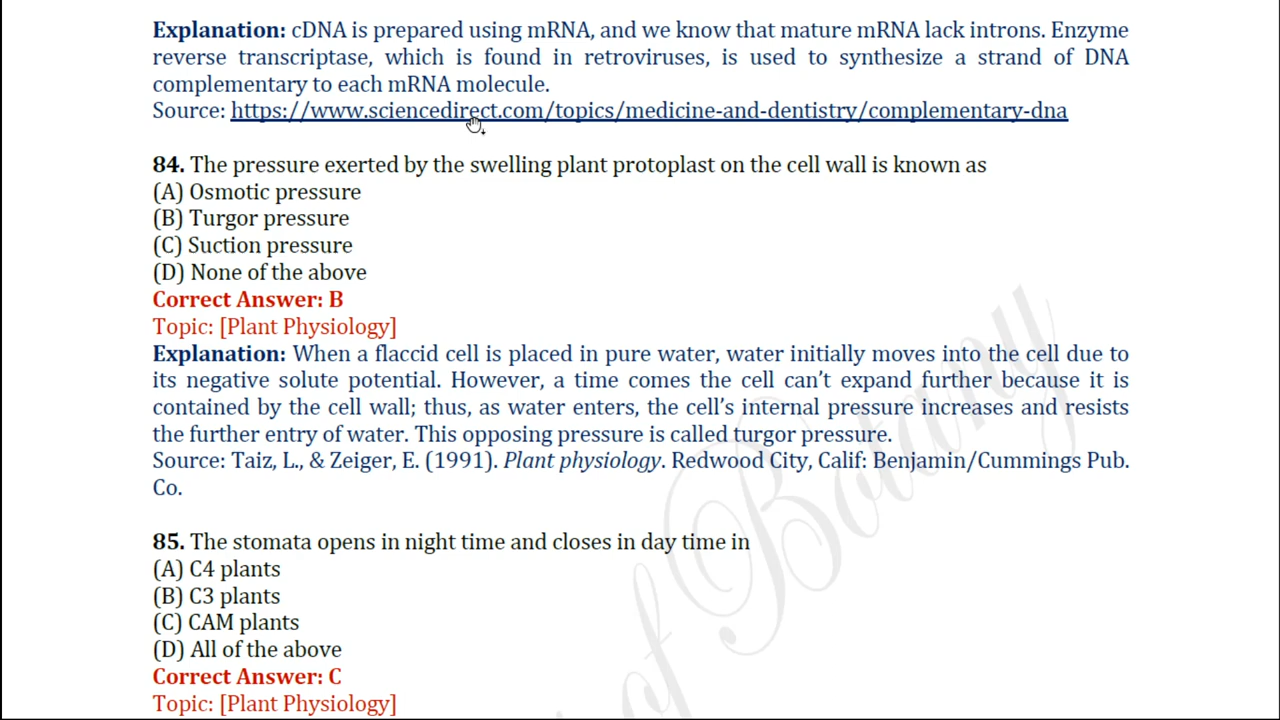 Explanation: cDNA is prepared using mRNA, and we know that mature mRNA lack introns. Enzyme
reverse transcriptase, which is found in retroviruses, is used to synthesize a strand of DNA
complementary to each mRNA molecule.
Source: https://www.sciencedirect.com/topics/medicine-and-dentistry/complementary-dna
84. The pressure exerted by the swelling plant protoplast on the cell wall is known as
(A) Osmotic pressure
(B) Turgor pressure
(C) Suction pressure
(D) None of the above
Correct Answer: B
Topic: [Plant Physiology]
Explanation: When a flaccid cell is placed in pure water, water initially moves into the cell due to
its negative solute potential. However, a time comes the cell can't expand further because it is
contained by the cell wall; thus, as water enters, the cell's internal pressure increases and resists
the further entry of water. This opposing pressure is called turgor pressure.
Source: Taiz, L., & Zeiger, E. (1991). Plant physiology. Redwood City, Calif: Benjamin/Cummings Pub.
Co.
85. The stomata opens in night time and closes in day time in
(A) C4 plants
(B) C3 plants
(C) CAM plants
(D) All of the above
Correct Answer: C
Topic: [Plant Physiology]
of Botany